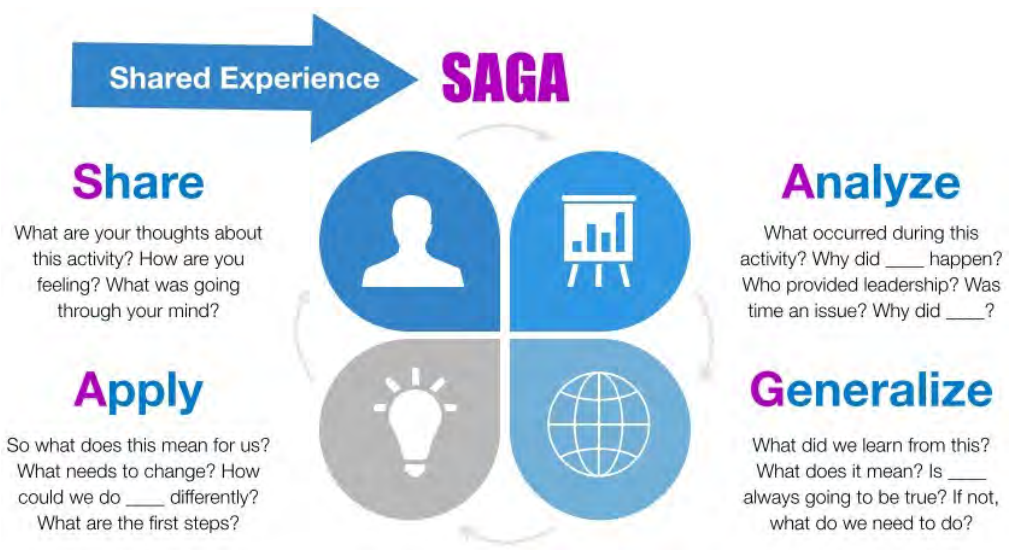 Shared Experience
SAGA
Share
What are your thoughts about
this activity? How are you
feeling? What was going
through your mind?
Analyze
What occurred during this
activity? Why did ____ happen?
Who provided leadership? Was
time an issue? Why did ____?
Generalize
What did we learn from this?
What does it mean? Is ____
always going to be true? If not,
what do we need to do?
Apply
So what does this mean for us?
What needs to change? How
could we do ____ differently?
What are the first steps?